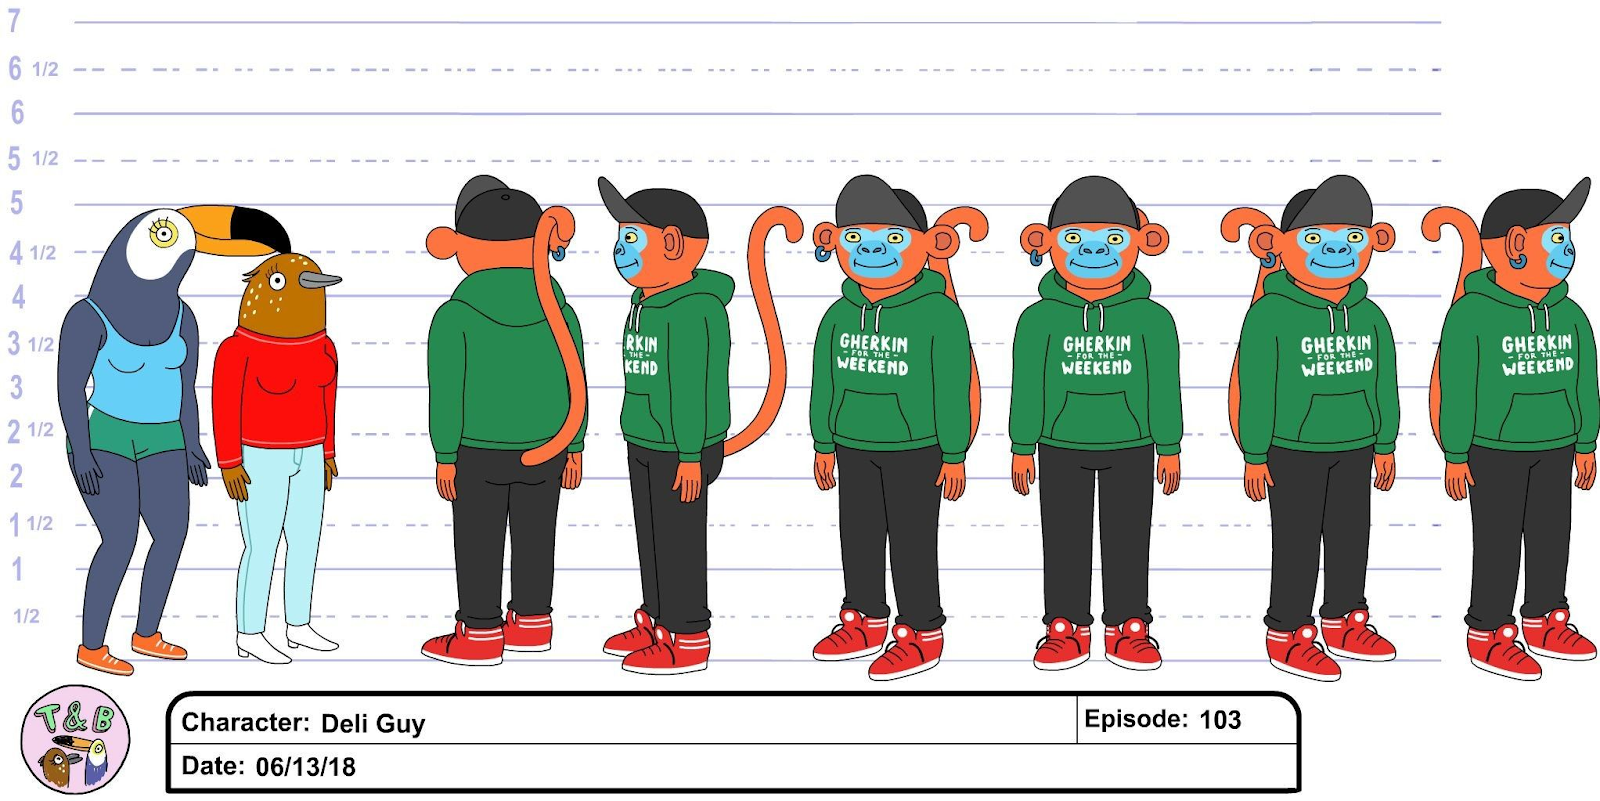 7
6 1/2
6
5 1/2
5
4 1/2
4
3 1/2
3
2 1/2
2
1 1/2
1
1/2
RKIN
THE -
KEND
GHERKIN
- FOR THE -
WEEKEND
GHERKIN
- FOR THE -
WEEKEND
GHERKIN
- FOR THE -
WEEKEND
GHERKIN
- FOR THE -
WEEKEND
T & B
Character: Deli Guy
Episode: 103
Date: 06/13/18